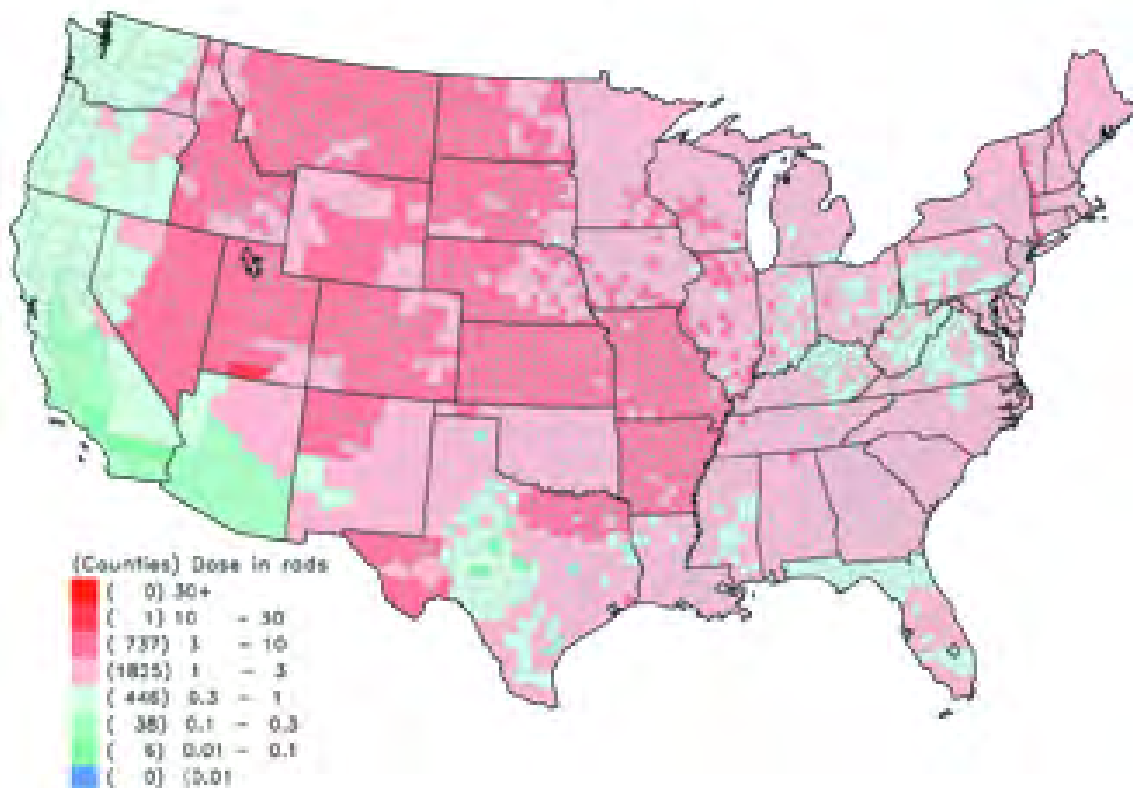 (Counties) Dose in rads
( 0) 30+
( 1) 10 - 30
( 737) 3 - 10
(1835) 1 - 3
( 446) 0.3 - 1
( 38) 0.1 - 0.3
( 6) 0.01 - 0.1
( 0) <0.01